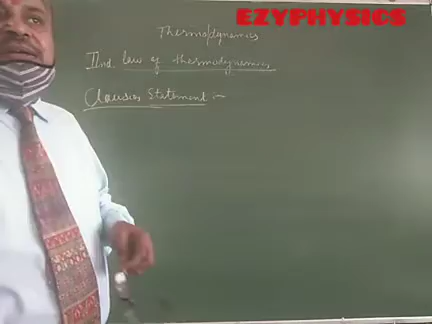 EZYPHYSICS
Thermodynamics
IInd law of thermodynamics
Clausius Statement :-